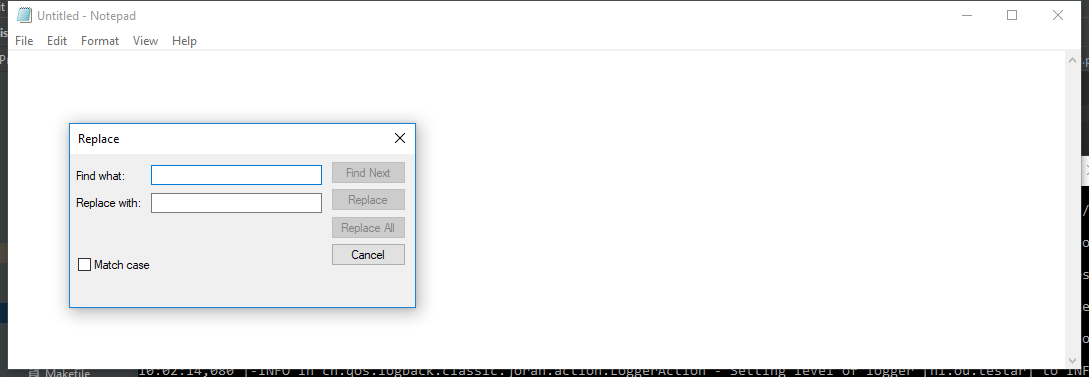 Untitled - Notepad
File Edit Format View Help
Replace
Find what:
Find Next
Replace with:
Replace
Replace All
Cancel
Match case
Makefile
10:02:14,080 |-INFO in ch.qos.logback.classic.joran.action.LoggerAction - Setting level of logger [nl.ou.testar] to INF